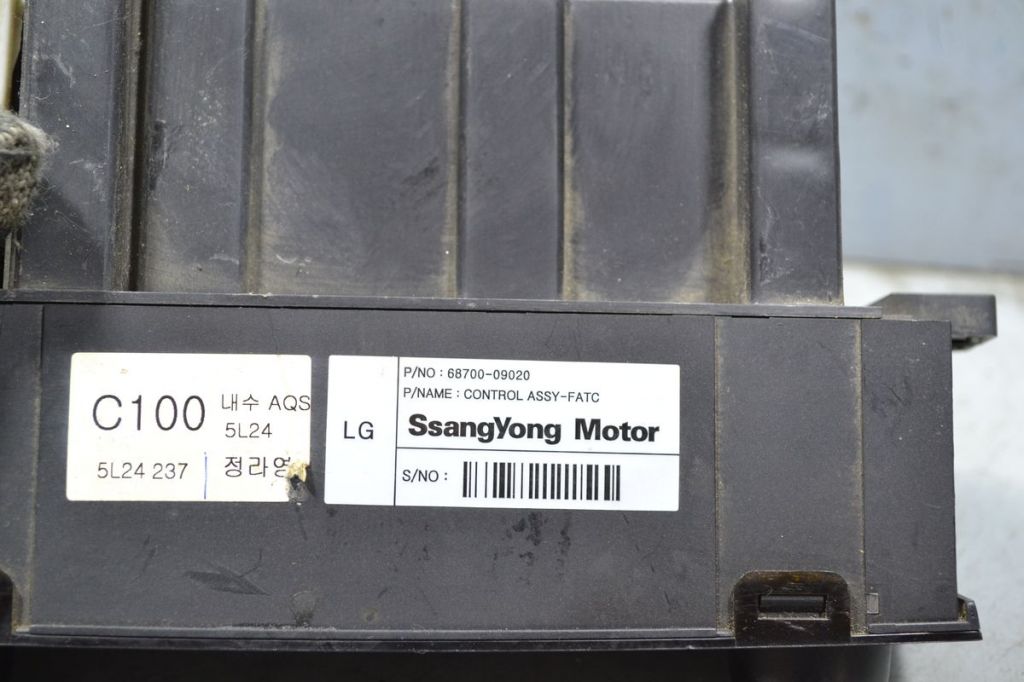 C100 내수 AQS
5L24
5L24 237 정라영
LG
P/NO : 68700-09020
P/NAME : CONTROL ASSY-FATC
SsangYong Motor
S/NO :